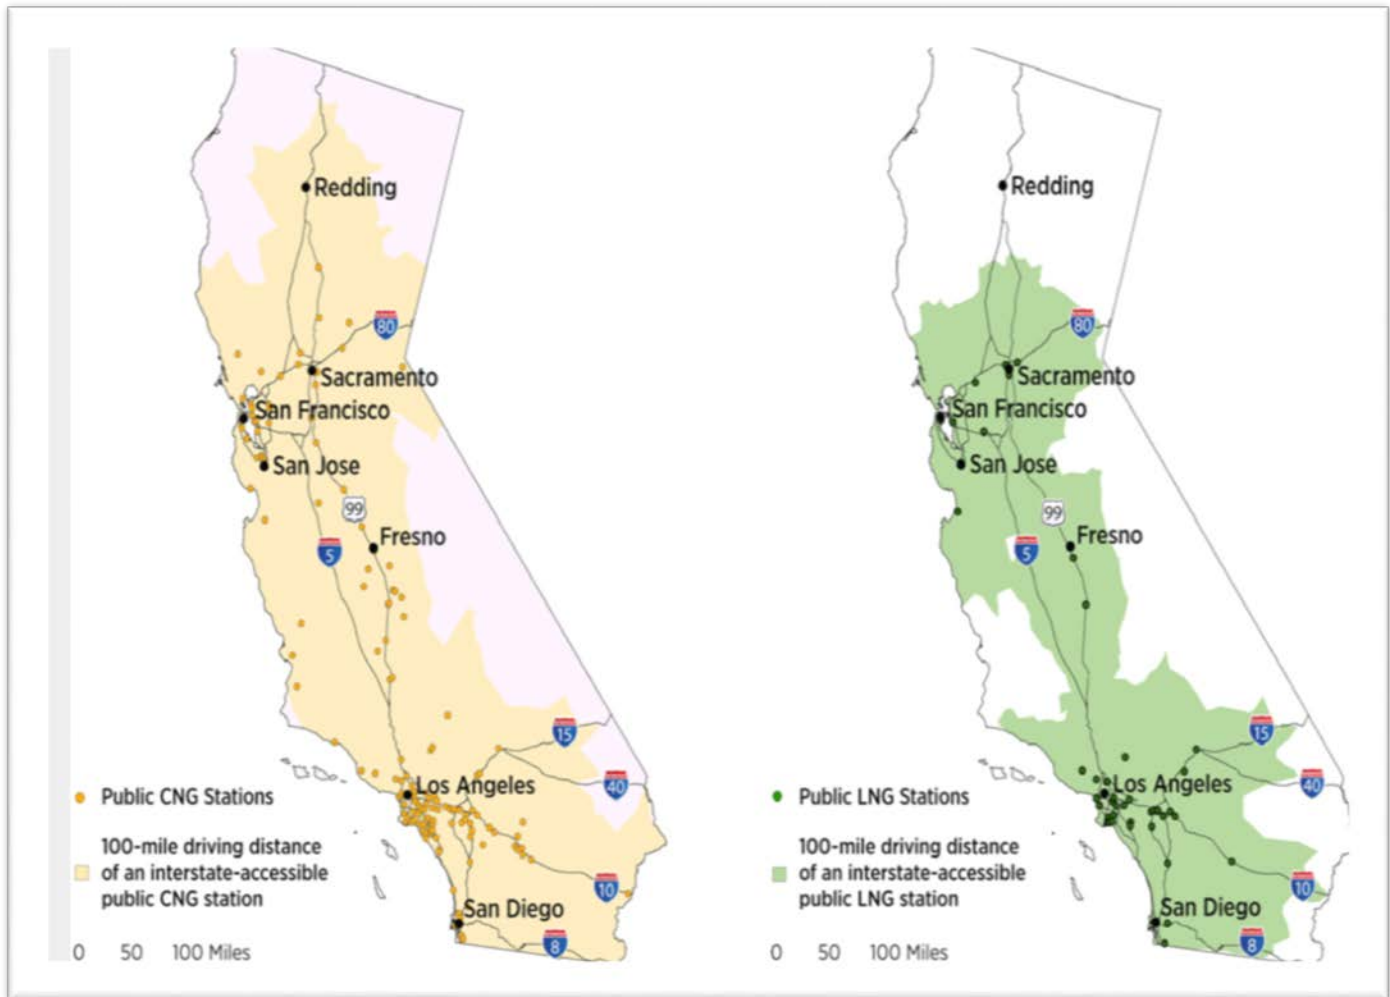 Redding
80
Sacramento
San Francisco
San Jose
99
Fresno
5
15
Los Angeles
40
Public CNG Stations
100-mile driving distance
of an interstate-accessible
public CNG station
10
San Diego
8
0 50 100 Miles
Redding
80
Sacramento
San Francisco
San Jose
99
Fresno
5
15
Los Angeles
40
Public LNG Stations
100-mile driving distance
of an interstate-accessible
public LNG station
10
San Diego
8
0 50 100 Miles